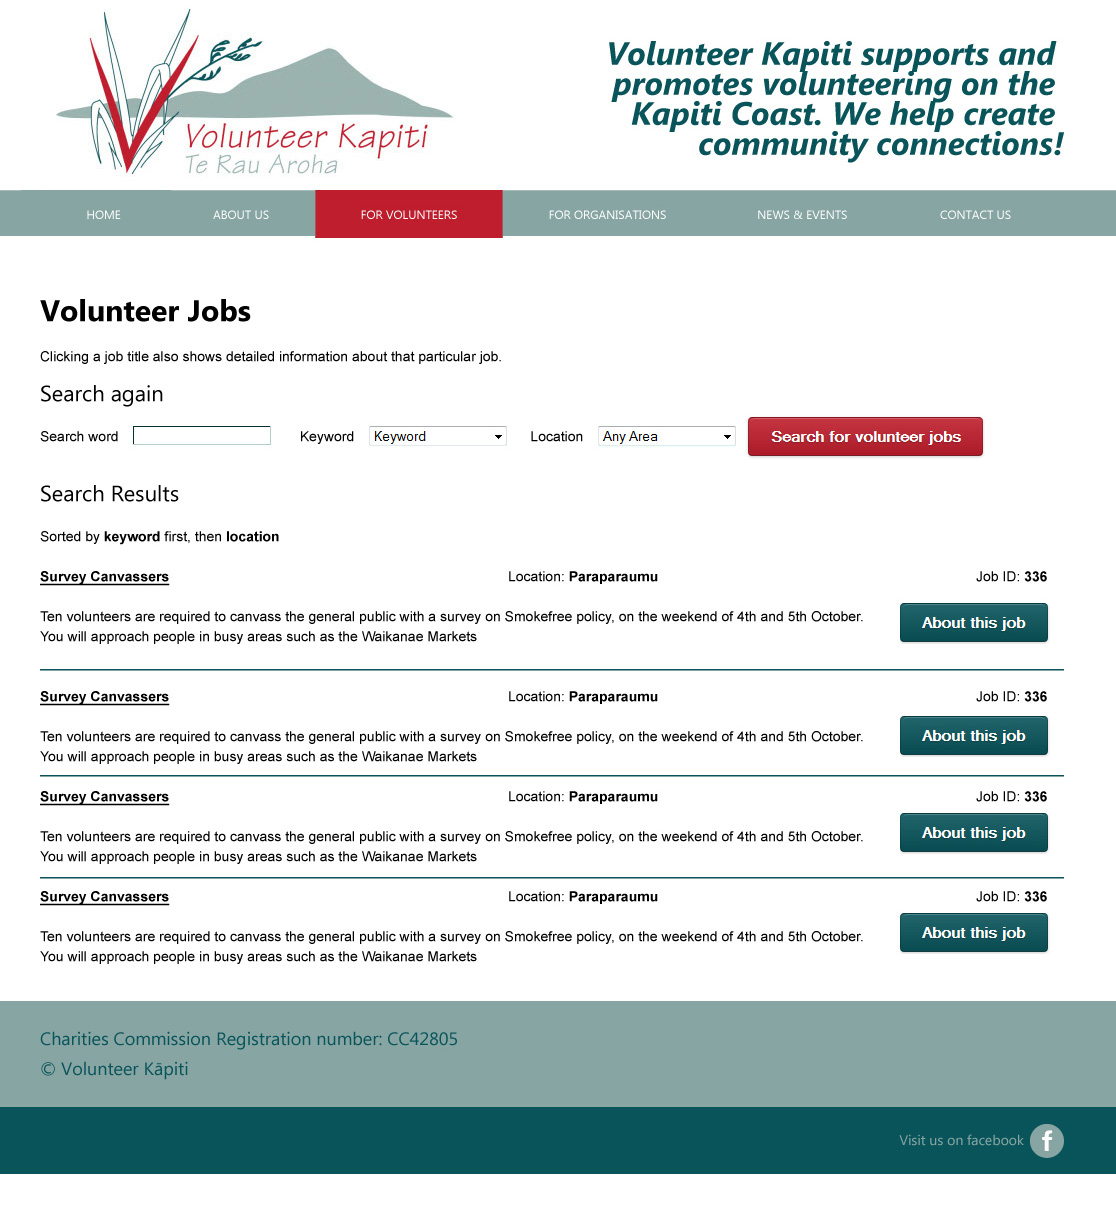 Volunteer Kapiti
Te Rau Aroha
Volunteer Kapiti supports and
promotes volunteering on the
Kapiti Coast. We help create
community connections!
HOME ABOUT US FOR VOLUNTEERS FOR ORGANISATIONS NEWS & EVENTS CONTACT US
Volunteer Jobs
Clicking a job title also shows detailed information about that particular job.
Search again
Search word Keyword Keyword Location Any Area Search for volunteer jobs
Search Results
Sorted by keyword first, then location
Survey Canvassers Location: Paraparaumu Job ID: 336
Ten volunteers are required to canvass the general public with a survey on Smokefree policy, on the weekend of 4th and 5th October.
You will approach people in busy areas such as the Waikanae Markets
About this job
Survey Canvassers Location: Paraparaumu Job ID: 336
Ten volunteers are required to canvass the general public with a survey on Smokefree policy, on the weekend of 4th and 5th October.
You will approach people in busy areas such as the Waikanae Markets
About this job
Survey Canvassers Location: Paraparaumu Job ID: 336
Ten volunteers are required to canvass the general public with a survey on Smokefree policy, on the weekend of 4th and 5th October.
You will approach people in busy areas such as the Waikanae Markets
About this job
Survey Canvassers Location: Paraparaumu Job ID: 336
Ten volunteers are required to canvass the general public with a survey on Smokefree policy, on the weekend of 4th and 5th October.
You will approach people in busy areas such as the Waikanae Markets
About this job
Charities Commission Registration number: CC42805
© Volunteer Kāpiti
Visit us on facebook f